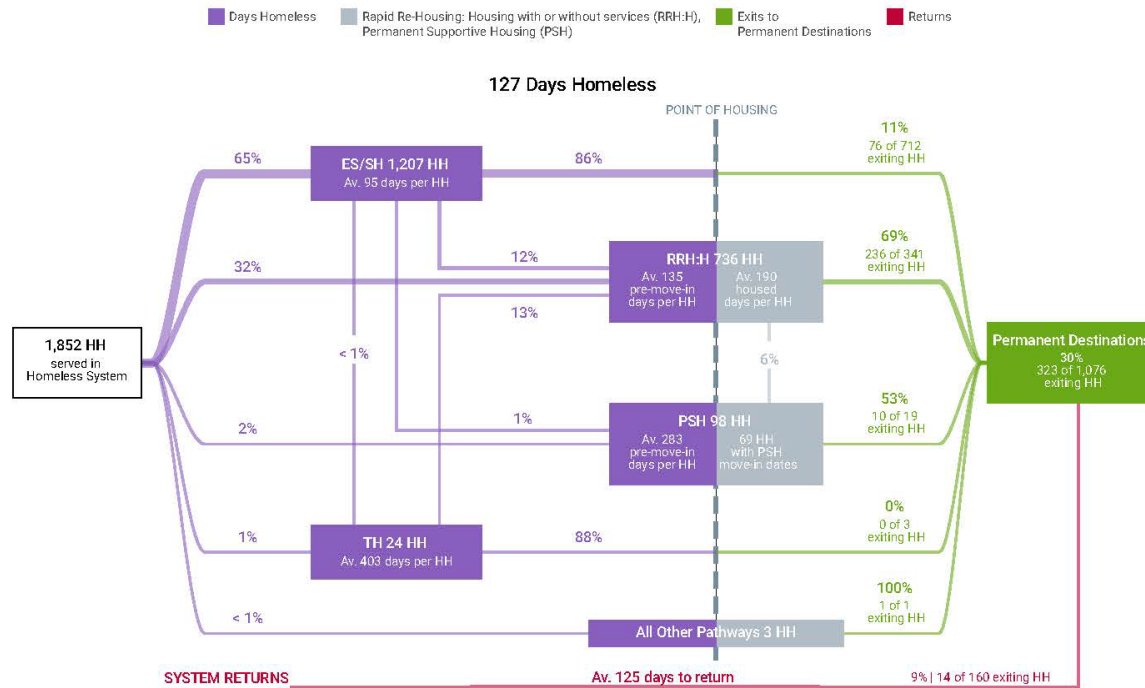 Days Homeless
Rapid Re-Housing: Housing with or without services (RRH:H),
Permanent Supportive Housing (PSH)
Exits to
Permanent Destinations
Returns
127 Days Homeless
POINT OF HOUSING
65%
ES/SH 1,207 HH
Av. 95 days per HH
86%
11%
76 of 712
exiting HH
32%
12%
RRH:H 736 HH
Av. 135
pre-move-in
days per HH
Av. 190
housed
days per HH
69%
236 of 341
exiting HH
13%
1,852 HH
served in
Homeless System
< 1%
6%
Permanent Destinations
30%
323 of 1,076
exiting HH
2%
1%
PSH 98 HH
Av. 283
pre-move-in
days per HH
69 HH
with PSH
move-in dates
53%
10 of 19
exiting HH
1%
TH 24 HH
Av. 403 days per HH
88%
0%
0 of 3
exiting HH
< 1%
All Other Pathways 3 HH
100%
1 of 1
exiting HH
SYSTEM RETURNS
Av. 125 days to return
9% | 14 of 160 exiting HH